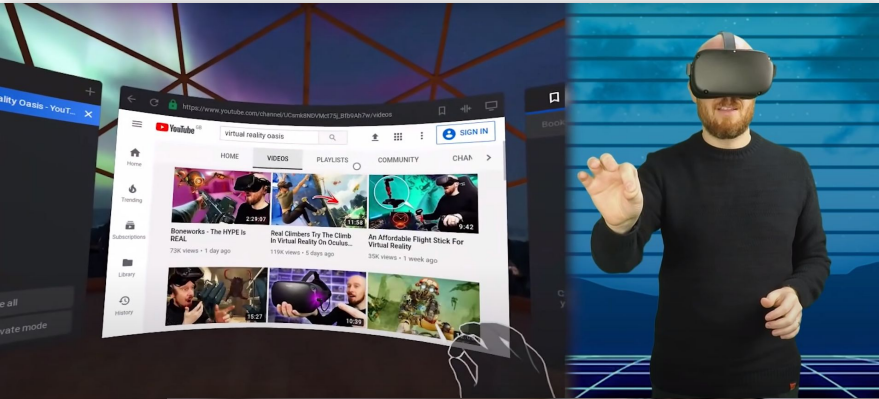 ality Oasis - YouT...
https://www.youtube.com/channel/
/videos
YouTube GB
virtual reality oasis
SIGN IN
HOME
VIDEOS
PLAYLISTS
COMMUNITY
CHAN
Home
Trending
Subscriptions
Library
History
2:29:07
11:58
9:42
Boneworks - The HYPE Is
REAL
73K views • 1 day ago
Real Climbers Try The Climb
In Virtual Reality On Oculus...
119K views • 5 days ago
An Affordable Flight Stick For
Virtual Reality
35K views • 1 week ago
15:27
10:39
e all
vate mode
Book